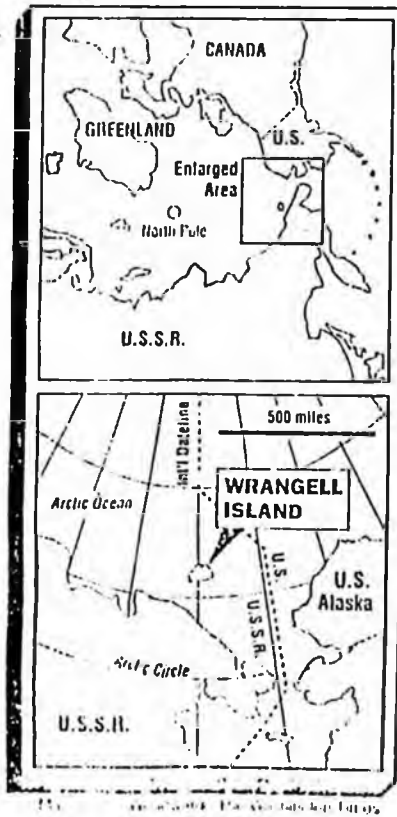 CANADA
GREENLAND
U.S.
Enlarged
Area
North Pole
U.S.S.R.
500 miles
Int'l Dateline
WRANGELL
ISLAND
Arctic Ocean
U.S.
U.S.S.R.
U.S.
Alaska
Arctic Circle
U.S.S.R.